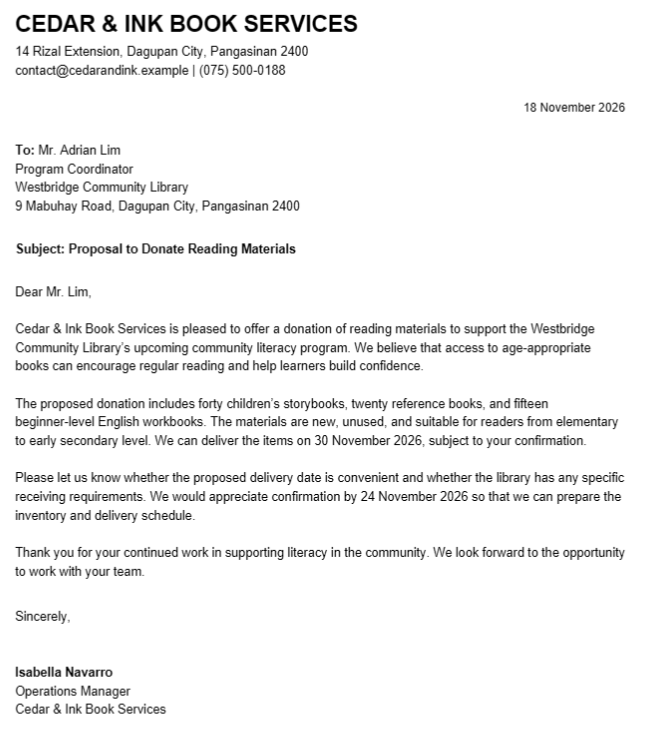 CEDAR & INK BOOK SERVICES
14 Rizal Extension, Dagupan City, Pangasinan 2400
contact@cedarandink.example | (075) 500-0188
18 November 2026
To: Mr. Adrian Lim
Program Coordinator
Westbridge Community Library
9 Mabuhay Road, Dagupan City, Pangasinan 2400
Subject: Proposal to Donate Reading Materials
Dear Mr. Lim,
Cedar & Ink Book Services is pleased to offer a donation of reading materials to support the Westbridge
Community Library's upcoming community literacy program. We believe that access to age-appropriate
books can encourage regular reading and help learners build confidence.
The proposed donation includes forty children's storybooks, twenty reference books, and fifteen
beginner-level English workbooks. The materials are new, unused, and suitable for readers from elementary
to early secondary level. We can deliver the items on 30 November 2026, subject to your confirmation.
Please let us know whether the proposed delivery date is convenient and whether the library has any specific
receiving requirements. We would appreciate confirmation by 24 November 2026 so that we can prepare the
inventory and delivery schedule.
Thank you for your continued work in supporting literacy in the community. We look forward to the opportunity
to work with your team.
Sincerely,
Isabella Navarro
Operations Manager
Cedar & Ink Book Services